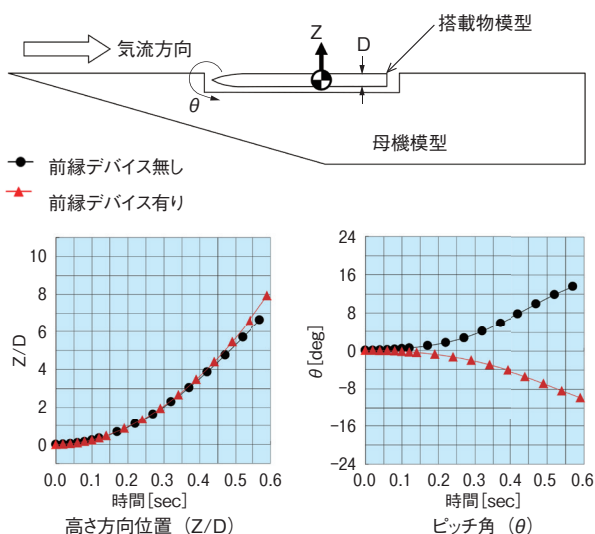 搭載物模型
Z
D
気流方向
θ
母機模型
前縁デバイス無し
前縁デバイス有り
10
8
6
4
2
0
Z/D
0.0 0.1 0.2 0.3 0.4 0.5 0.6
時間[sec]
高さ方向位置（Z/D）
24
16
8
0
−8
−16
−24
θ[deg]
0.0 0.1 0.2 0.3 0.4 0.5 0.6
時間[sec]
ピッチ角（θ）